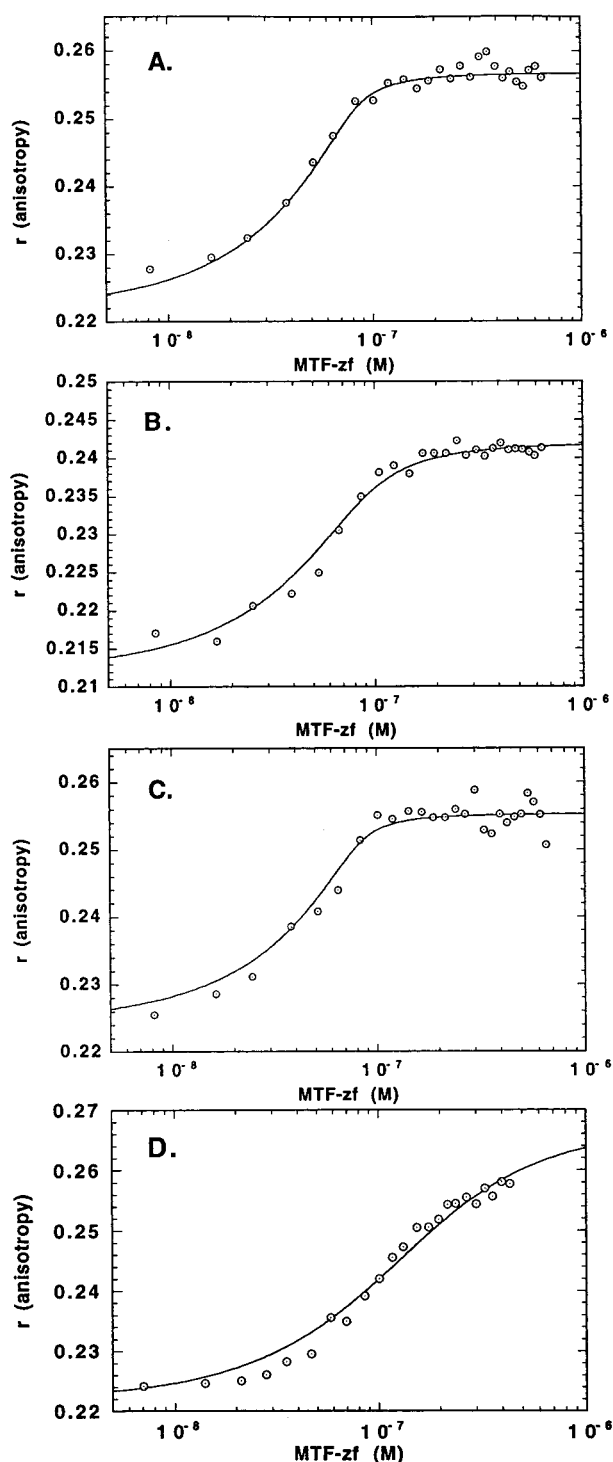 A.
0.26
0.25
0.24
0.23
0.22
r (anisotropy)
10⁻⁸ 10⁻⁷ 10⁻⁶
MTF-zf (M)
B.
0.25
0.245
0.24
0.235
0.23
0.225
0.22
0.215
0.21
r (anisotropy)
10⁻⁸ 10⁻⁷ 10⁻⁶
MTF-zf (M)
C.
0.26
0.25
0.24
0.23
0.22
r (anisotropy)
10⁻⁸ 10⁻⁷ 10⁻⁶
MTF-zf (M)
D.
0.27
0.26
0.25
0.24
0.23
0.22
r (anisotropy)
10⁻⁸ 10⁻⁷ 10⁻⁶
MTF-zf (M)